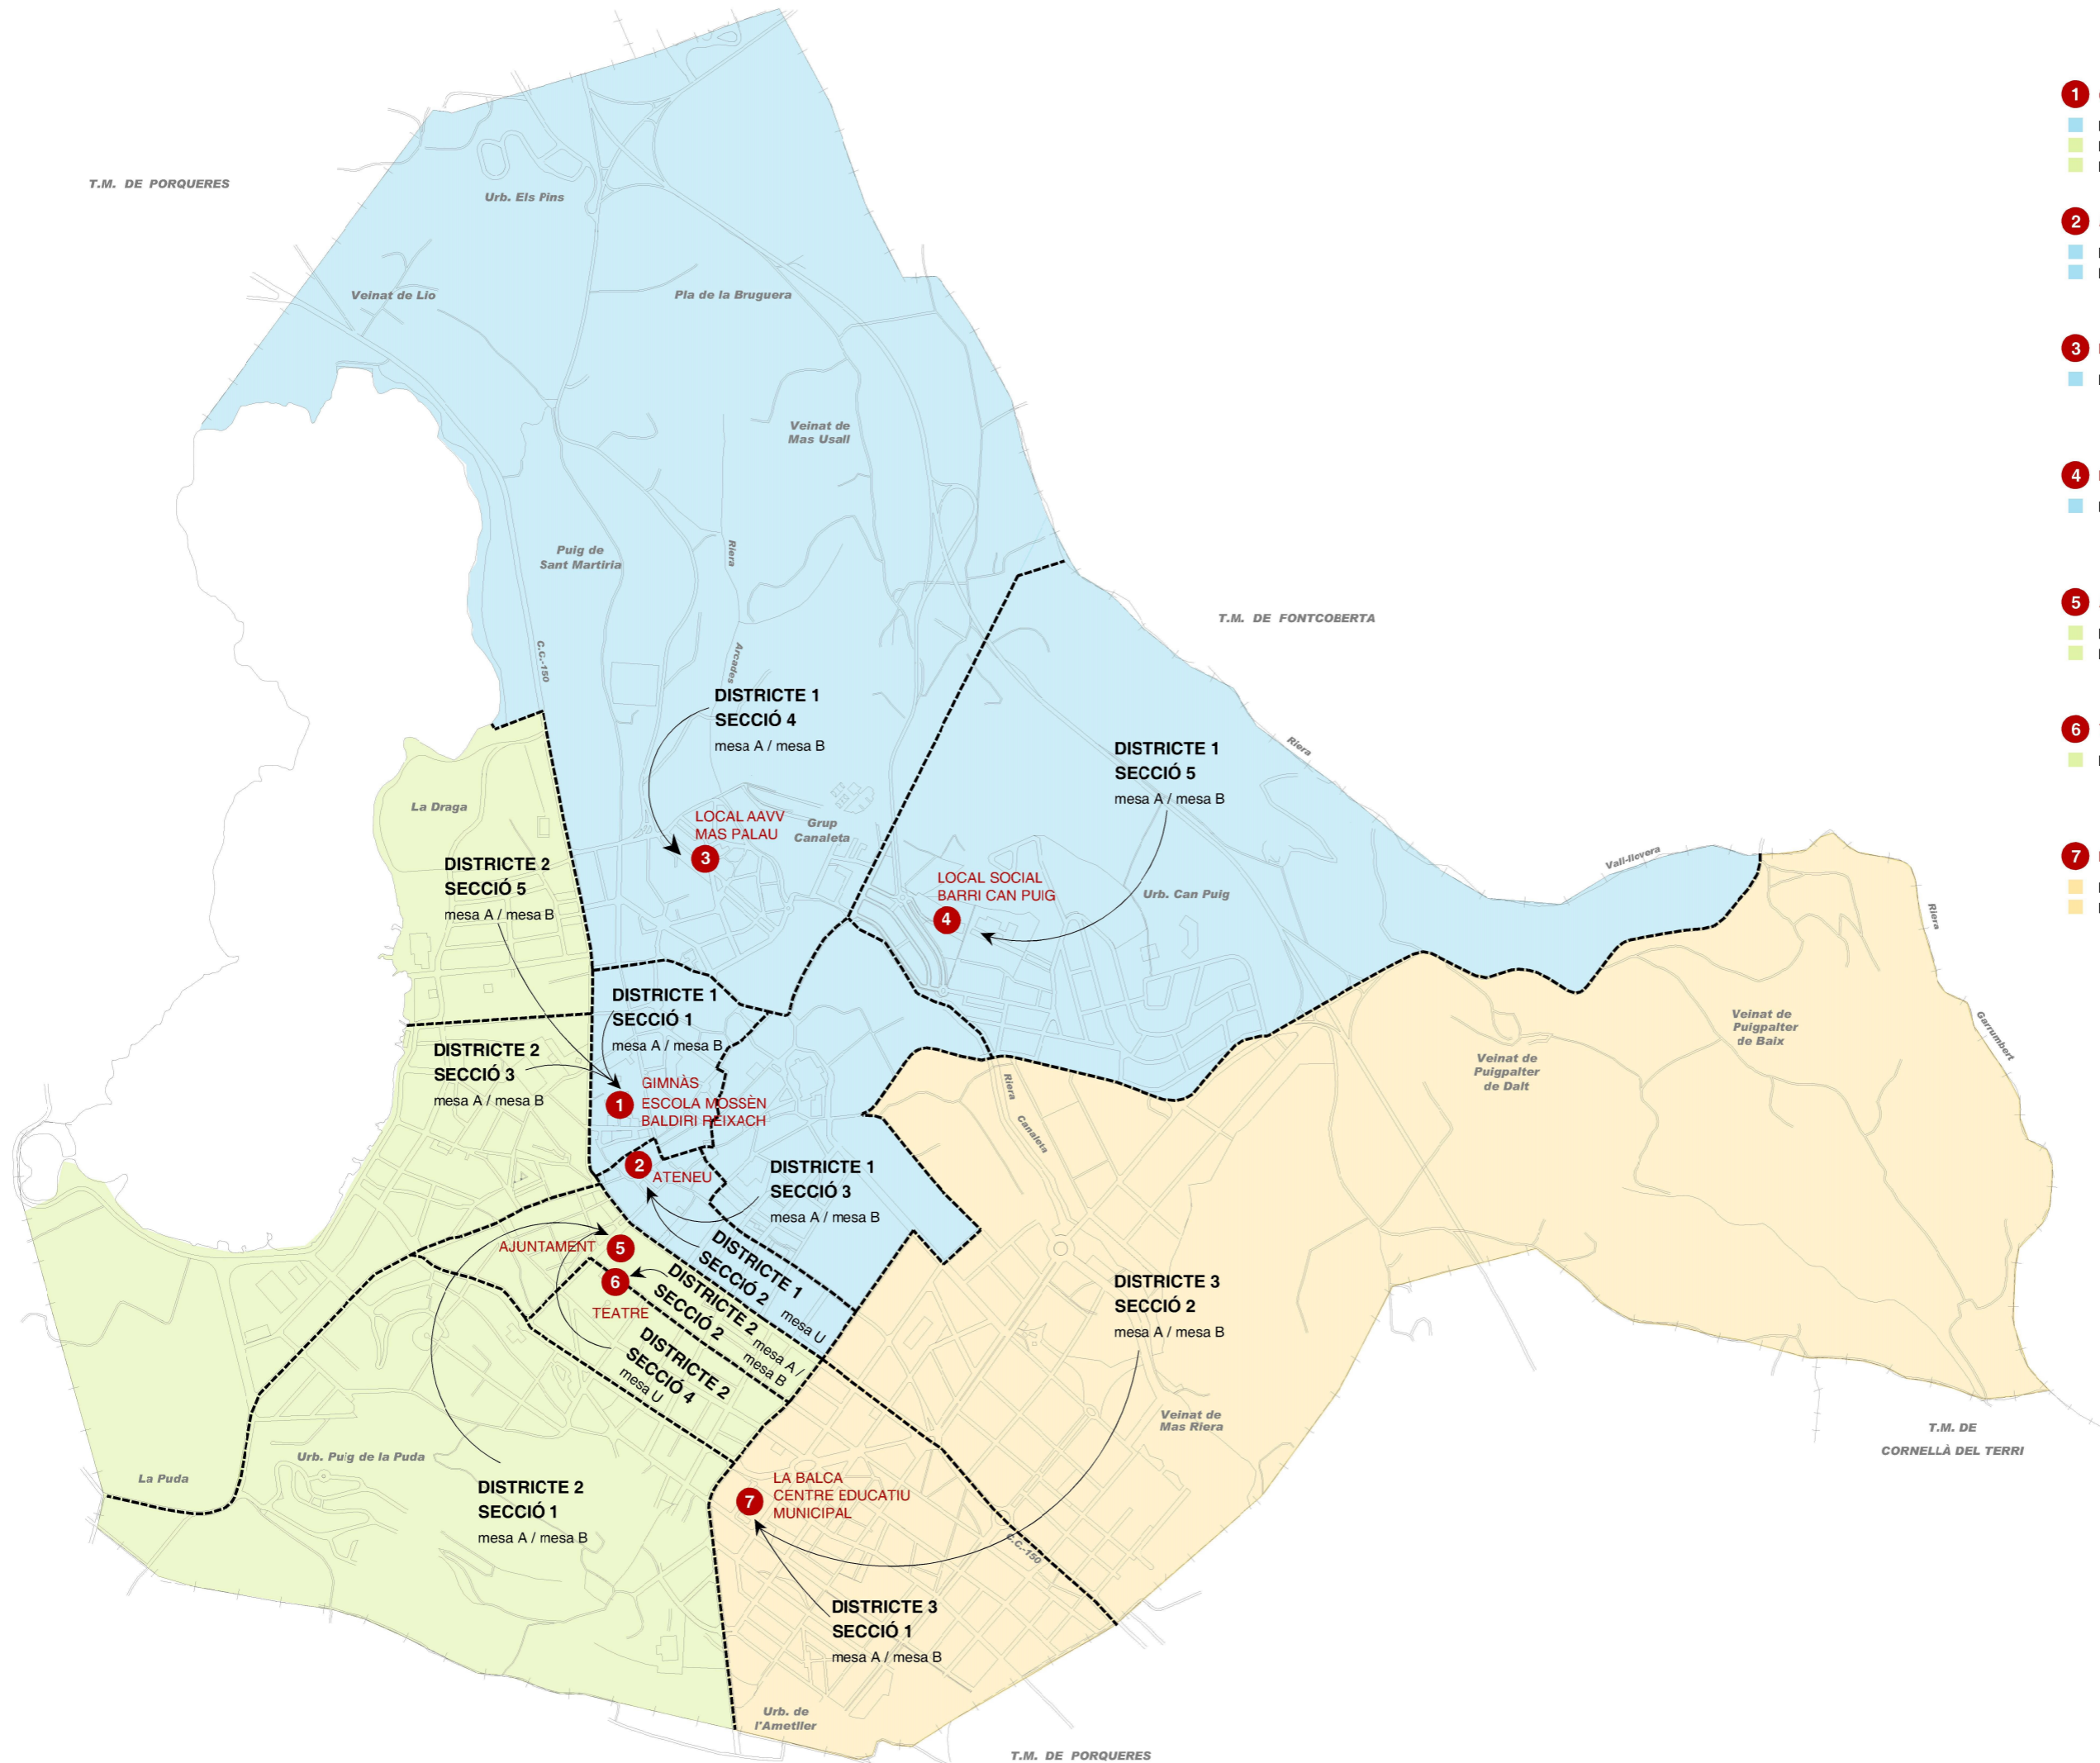 T.M. DE PORQUERES
Urb. Els Pins
Veinat de Lio
Pla de la Bruguera
Veinat de
Mas Usall
Puig de
Sant Martiria
Riera
Arcades
C.C.-150
T.M. DE FONTCOBERTA
DISTRICTE 1
SECCIÓ 4
mesa A / mesa B
DISTRICTE 1
SECCIÓ 5
mesa A / mesa B
Riera
La Draga
LOCAL AAVV
MAS PALAU
3
Grup
Canaleta
DISTRICTE 2
SECCIÓ 5
mesa A / mesa B
LOCAL SOCIAL
BARRI CAN PUIG
4
Urb. Can Puig
Vall-llovera
Riera
Garrumbert
DISTRICTE 1
SECCIÓ 1
mesa A / mesa B
DISTRICTE 2
SECCIÓ 3
mesa A / mesa B
GIMNÀS
1
ESCOLA MOSSÈN
BALDIRI REIXACH
Riera
Canaleta
Veinat de
Puigpalter
de Dalt
Veinat de
Puigpalter
de Baix
2
ATENEU
DISTRICTE 1
SECCIÓ 3
mesa A / mesa B
AJUNTAMENT
5
6
TEATRE
DISTRICTE 1
SECCIÓ 2
mesa U
DISTRICTE 2
SECCIÓ 2
mesa A /
mesa B
DISTRICTE 2
SECCIÓ 4
mesa U
DISTRICTE 3
SECCIÓ 2
mesa A / mesa B
Veinat de
Mas Riera
T.M. DE
CORNELLÀ DEL TERRI
La Puda
Urb. Puig de la Puda
DISTRICTE 2
SECCIÓ 1
mesa A / mesa B
LA BALCA
7
CENTRE EDUCATIU
MUNICIPAL
C.C.-150
DISTRICTE 3
SECCIÓ 1
mesa A / mesa B
Urb. de
l'Ametller
T.M. DE PORQUERES
1
2
3
4
5
6
7